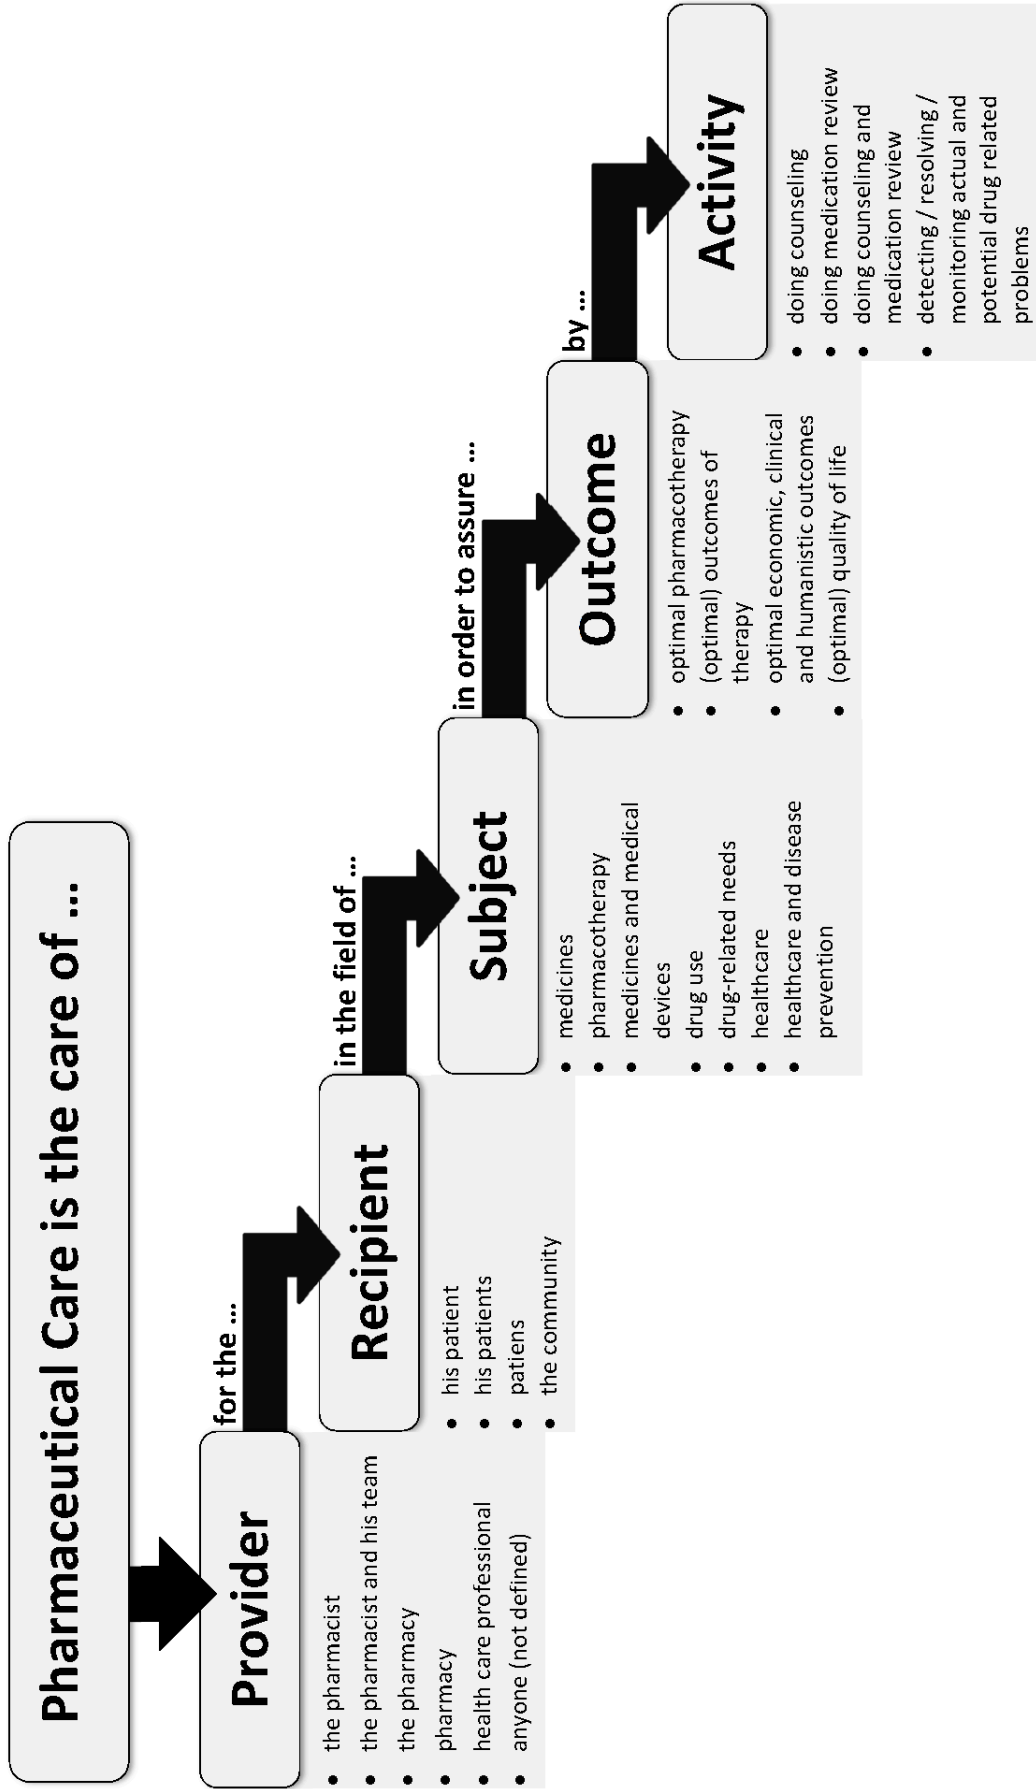 Pharmaceutical Care is the care of ...
Provider
• the pharmacist
• the pharmacist and his team
• the pharmacy
• pharmacy
• health care professional
• anyone (not defined)
for the ...
Recipient
• his patient
• his patients
• patiens
• the community
in the field of ...
Subject
• medicines
• pharmacotherapy
• medicines and medical
devices
• drug use
• drug-related needs
• healthcare
• healthcare and disease
prevention
in order to assure ...
Outcome
• optimal pharmacotherapy
• (optimal) outcomes of
therapy
• optimal economic, clinical
and humanistic outcomes
• (optimal) quality of life
by ...
Activity
• doing counseling
• doing medication review
• doing counseling and
medication review
• detecting / resolving /
monitoring actual and
potential drug related
problems